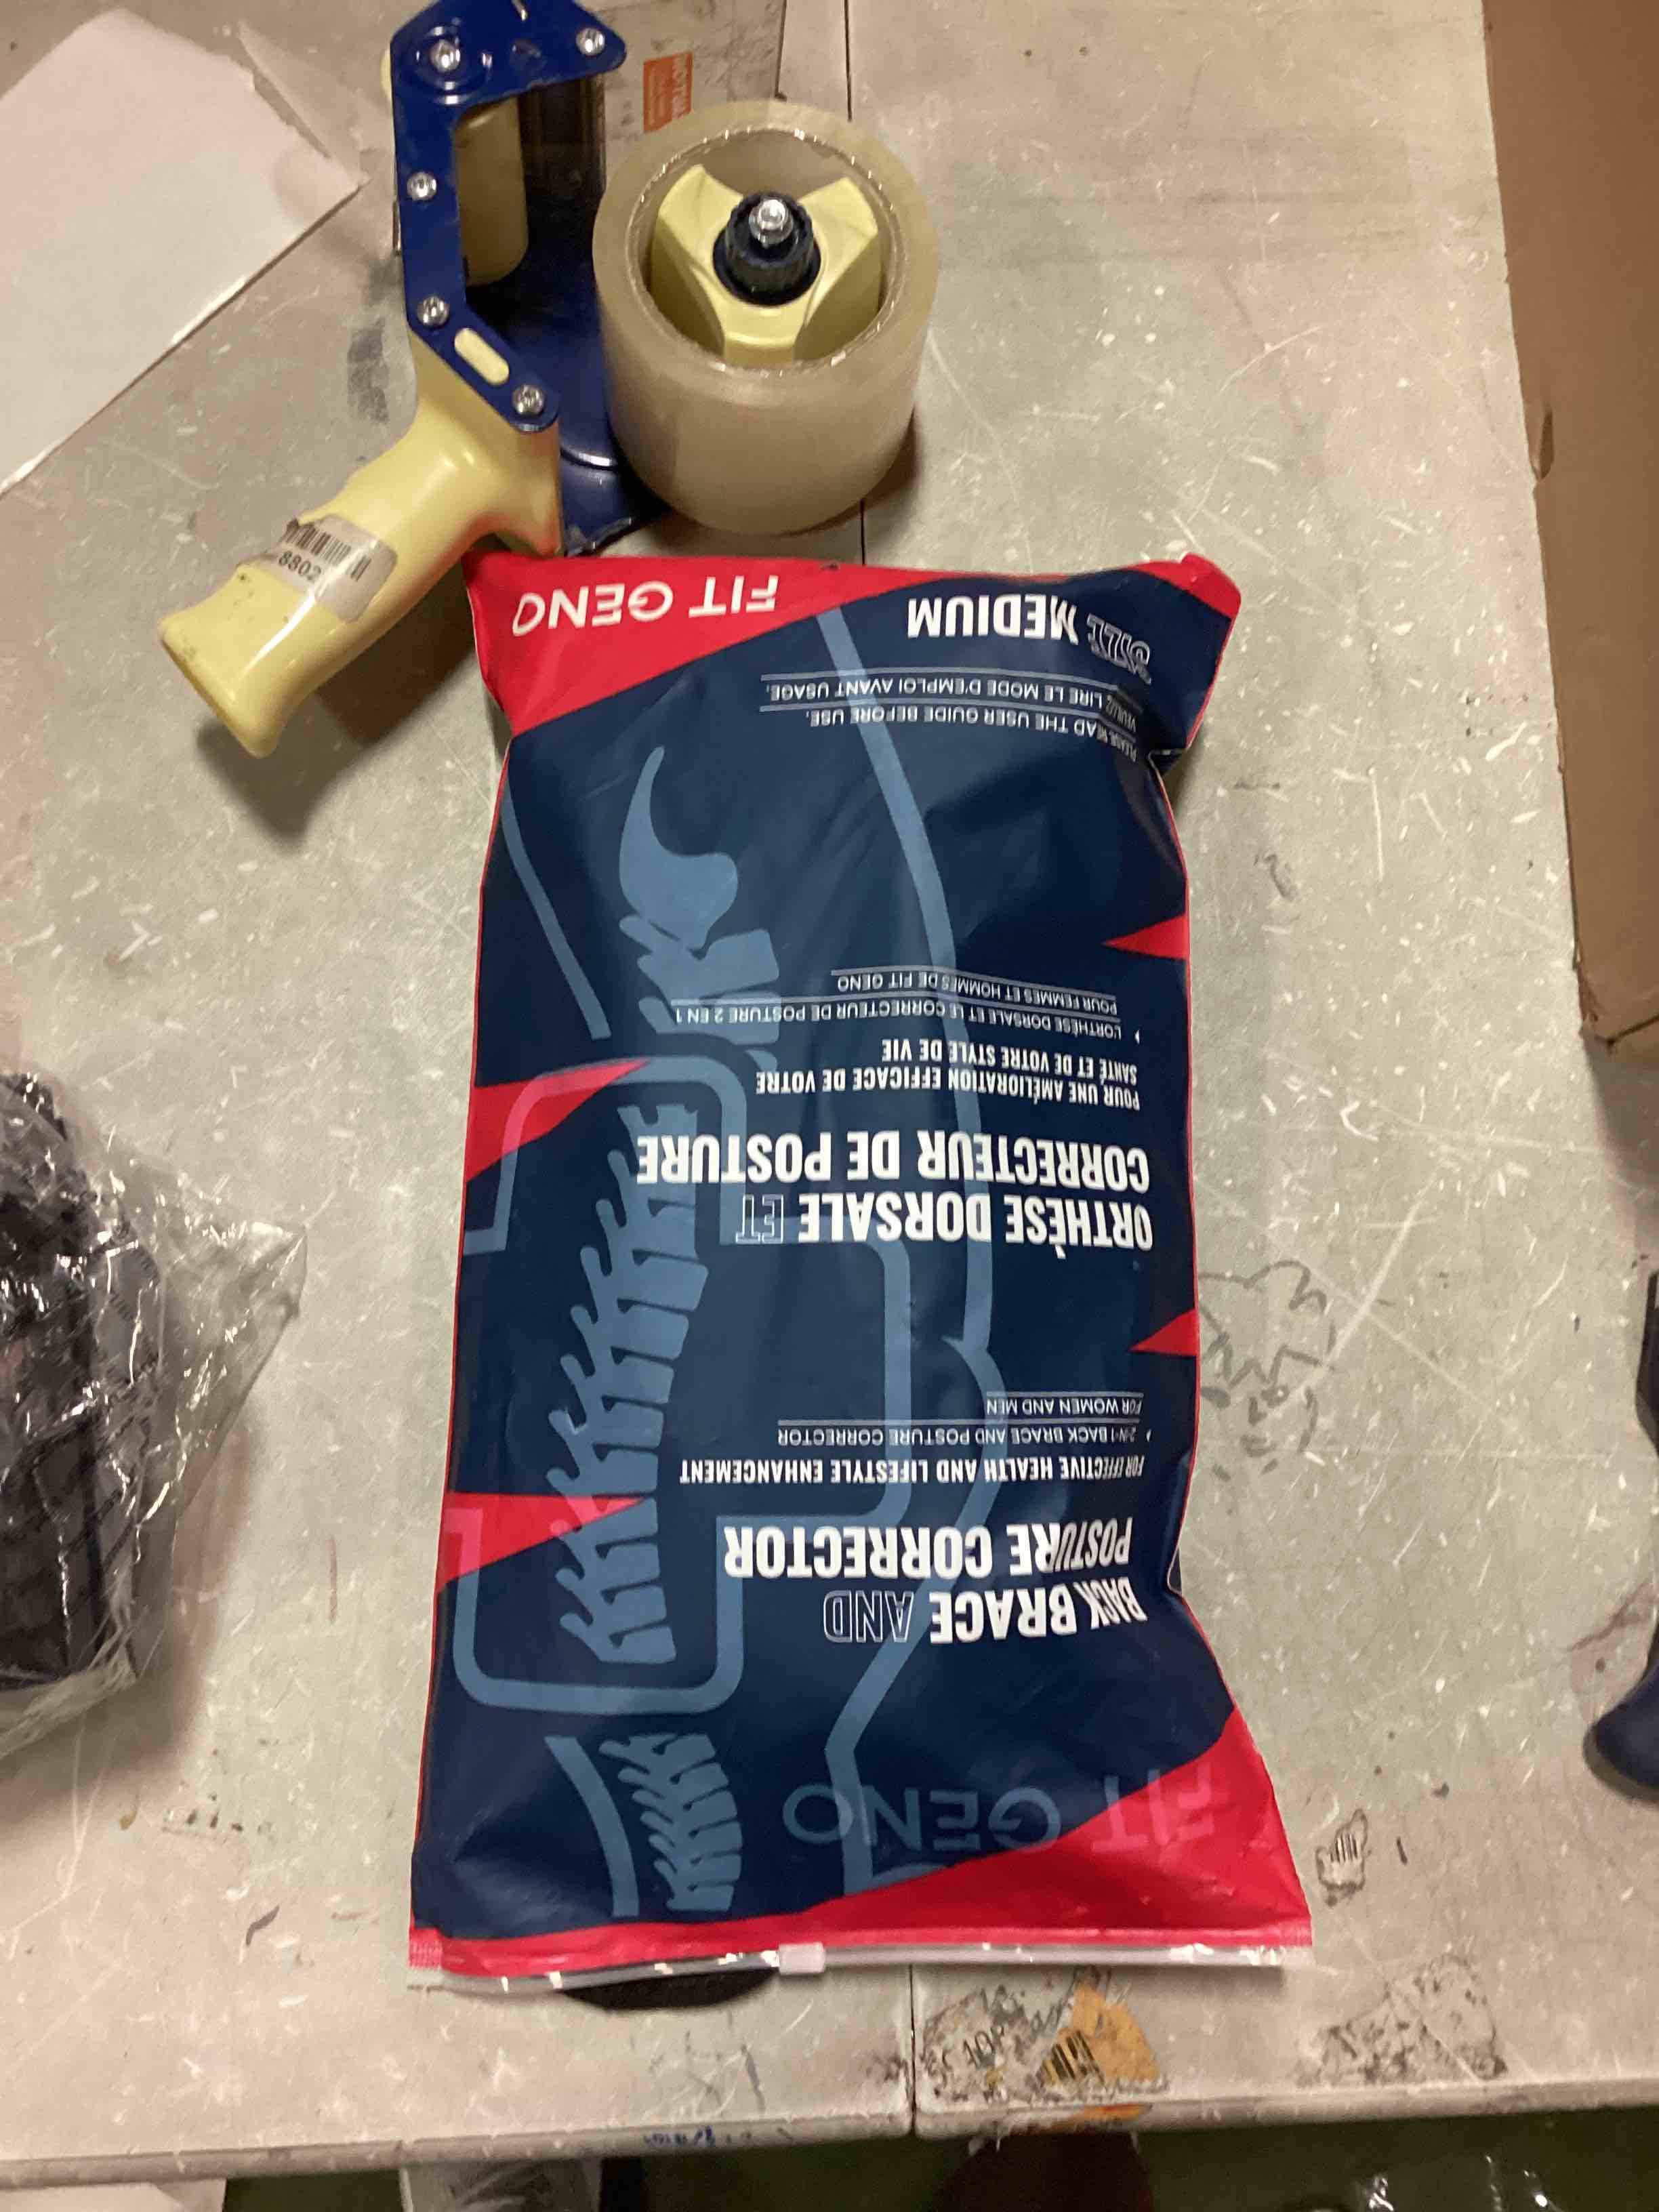 FIT GENO
BACK BRACE AND
POSTURE CORRECTOR
FOR EFFECTIVE HEALTH AND LIFESTYLE ENHANCEMENT
2-IN-1 BACK BRACE AND POSTURE CORRECTOR
FOR WOMEN AND MEN
ORTHÈSE DORSALE ET
CORRECTEUR DE POSTURE
POUR UNE AMÉLIORATION EFFICACE DE VOTRE
SANTÉ ET DE VOTRE STYLE DE VIE
L'ORTHÈSE DORSALE ET LE CORRECTEUR DE POSTURE 2 EN 1
POUR FEMMES ET HOMMES DE FIT GENO
PLEASE READ THE USER GUIDE BEFORE USE.
VEUILLEZ LIRE LE MODE D'EMPLOI AVANT USAGE.
SIZE MEDIUM
FIT GENO
8802